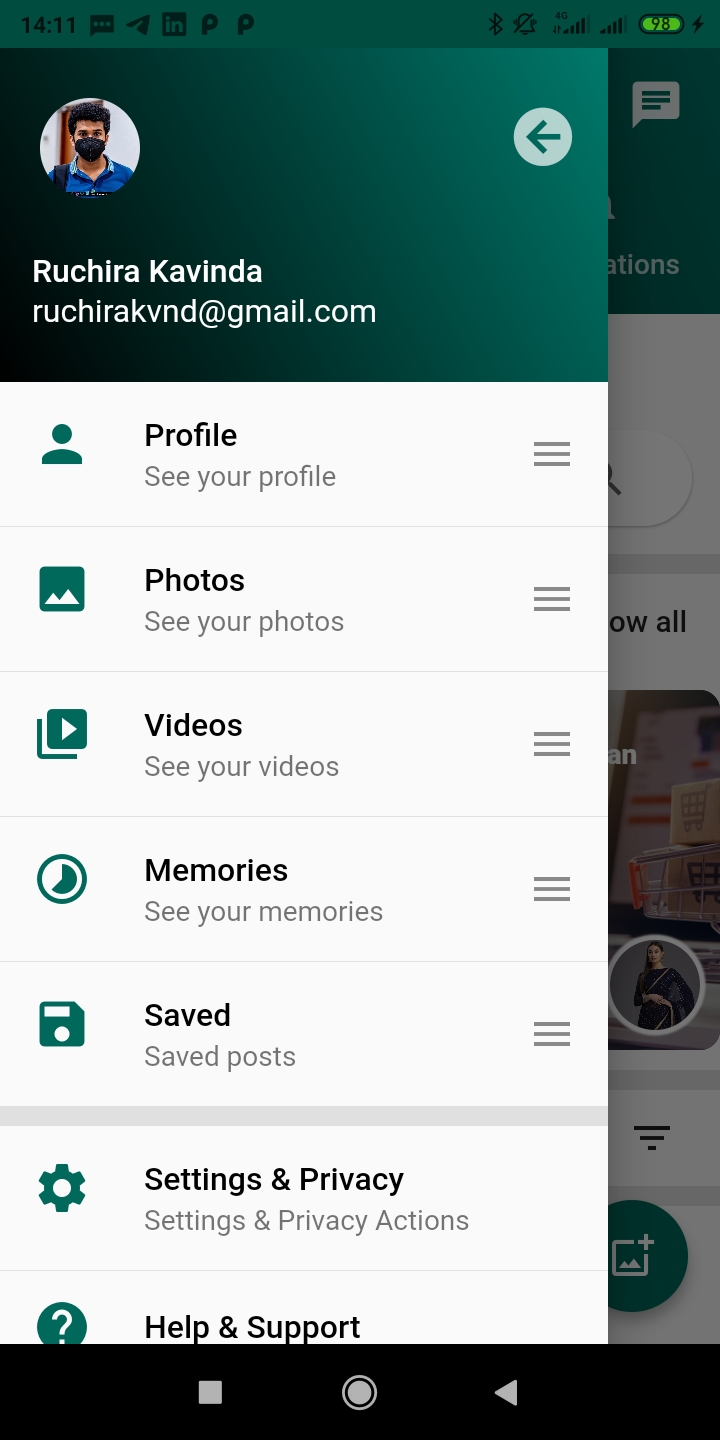 14:11
4G
98
Ruchira Kavinda
ruchirakvnd@gmail.com
ations
Profile
See your profile
Photos
See your photos
ow all
Videos
See your videos
an
Memories
See your memories
Saved
Saved posts
Settings & Privacy
Settings & Privacy Actions
Help & Support